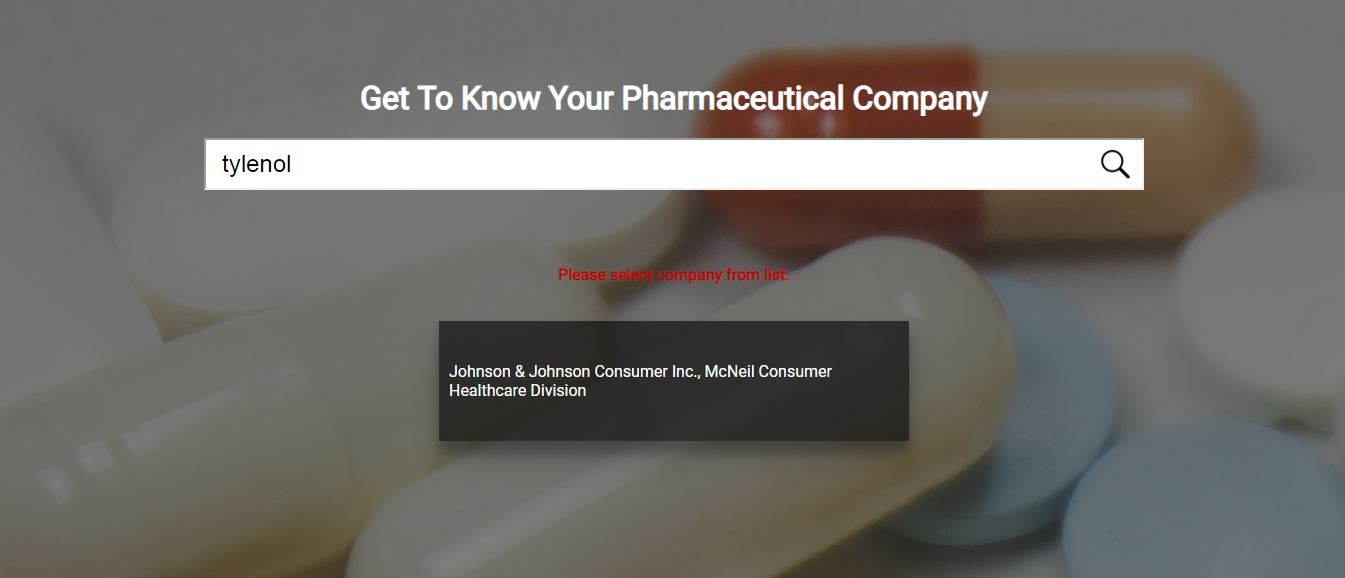 Get To Know Your Pharmaceutical Company
tylenol
Please select company from list.
Johnson & Johnson Consumer Inc., McNeil Consumer
Healthcare Division